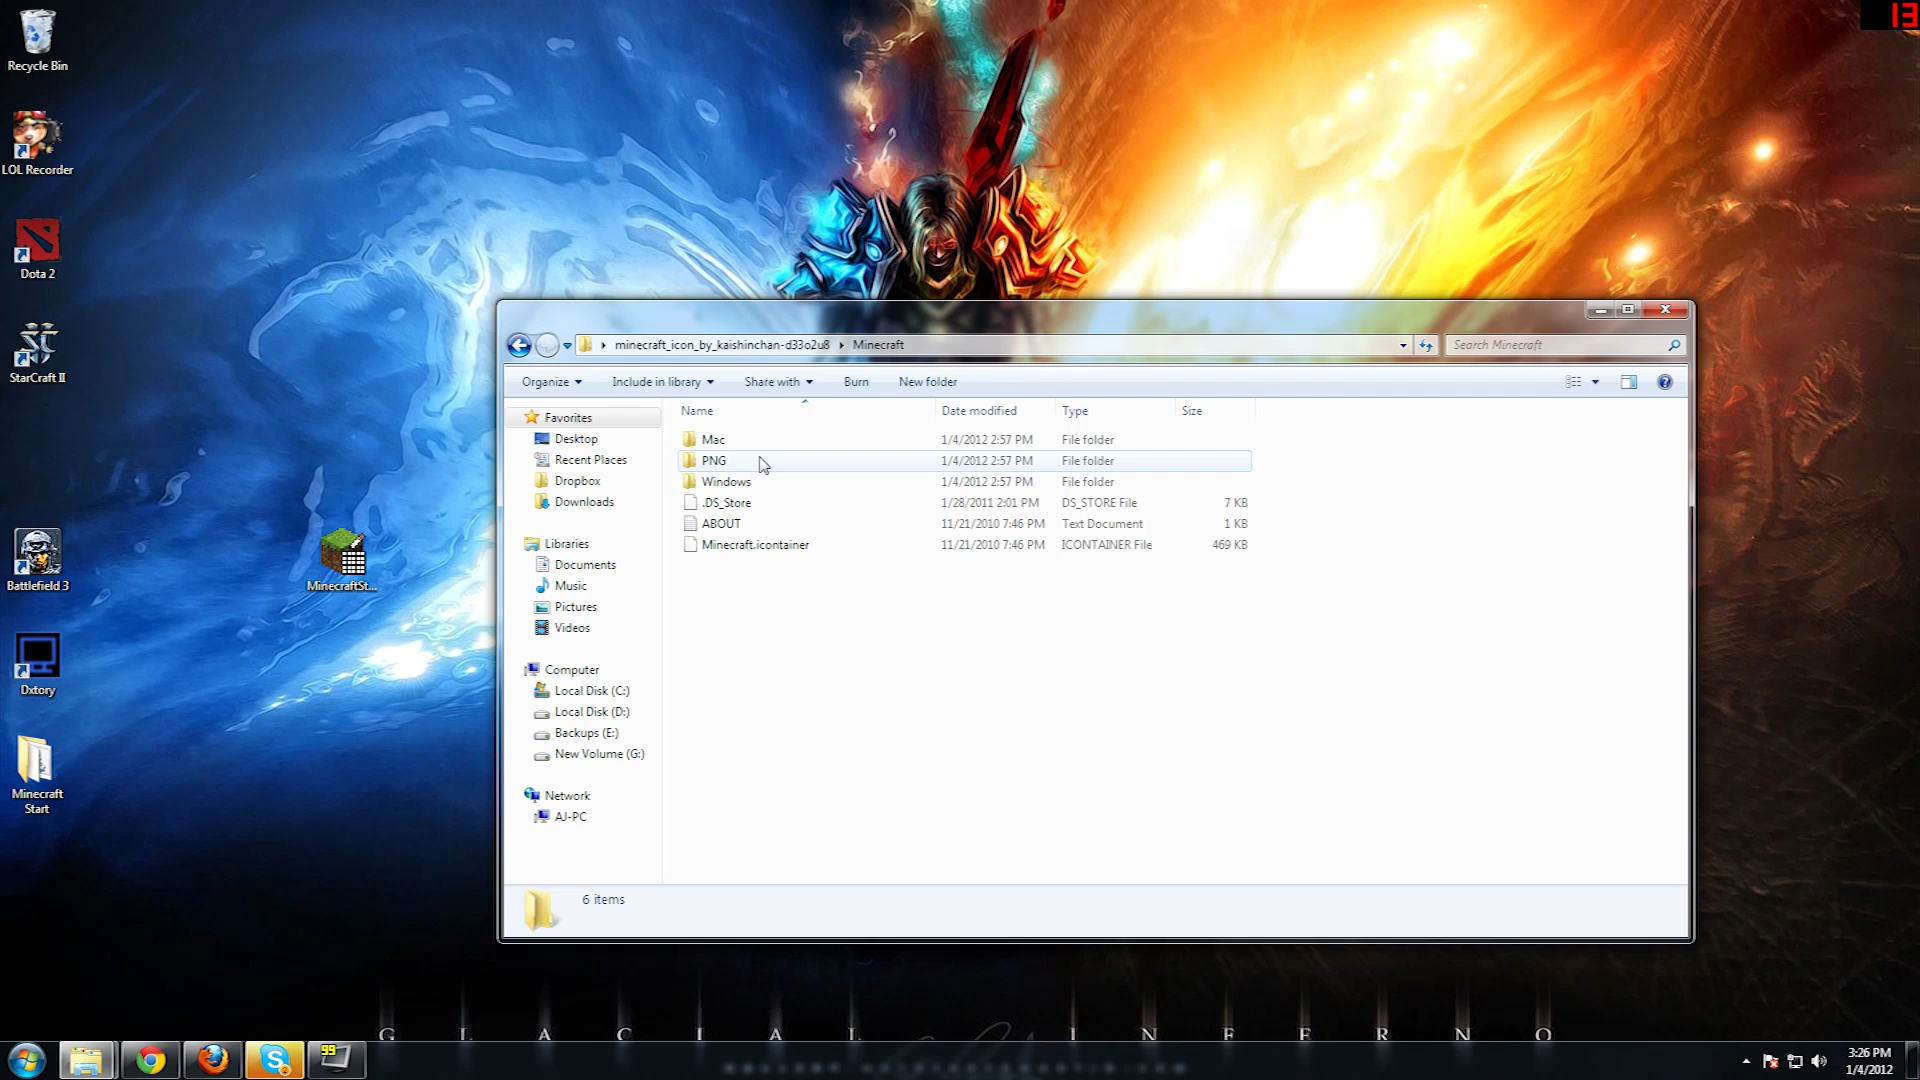 13
Recycle Bin
LOL Recorder
Dota 2
StarCraft II
Battlefield 3
MinecraftSt...
Dxtory
Minecraft
Start
minecraft_icon_by_kaishinchan-d33o2u8 Minecraft
Search Minecraft
Organize Include in library Share with Burn New folder
Favorites
Desktop
Recent Places
Dropbox
Downloads
Libraries
Documents
Music
Pictures
Videos
Computer
Local Disk (C:)
Local Disk (D:)
Backups (E:)
New Volume (G:)
Network
AJ-PC
Name Date modified Type Size
Mac 1/4/2012 2:57 PM File folder
PNG 1/4/2012 2:57 PM File folder
Windows 1/4/2012 2:57 PM File folder
.DS_Store 1/28/2011 2:01 PM DS_STORE File 7 KB
ABOUT 11/21/2010 7:46 PM Text Document 1 KB
Minecraft.icontainer 11/21/2010 7:46 PM ICONTAINER File 469 KB
6 items
GLACIAL INFERNO
99
3:26 PM
1/4/2012